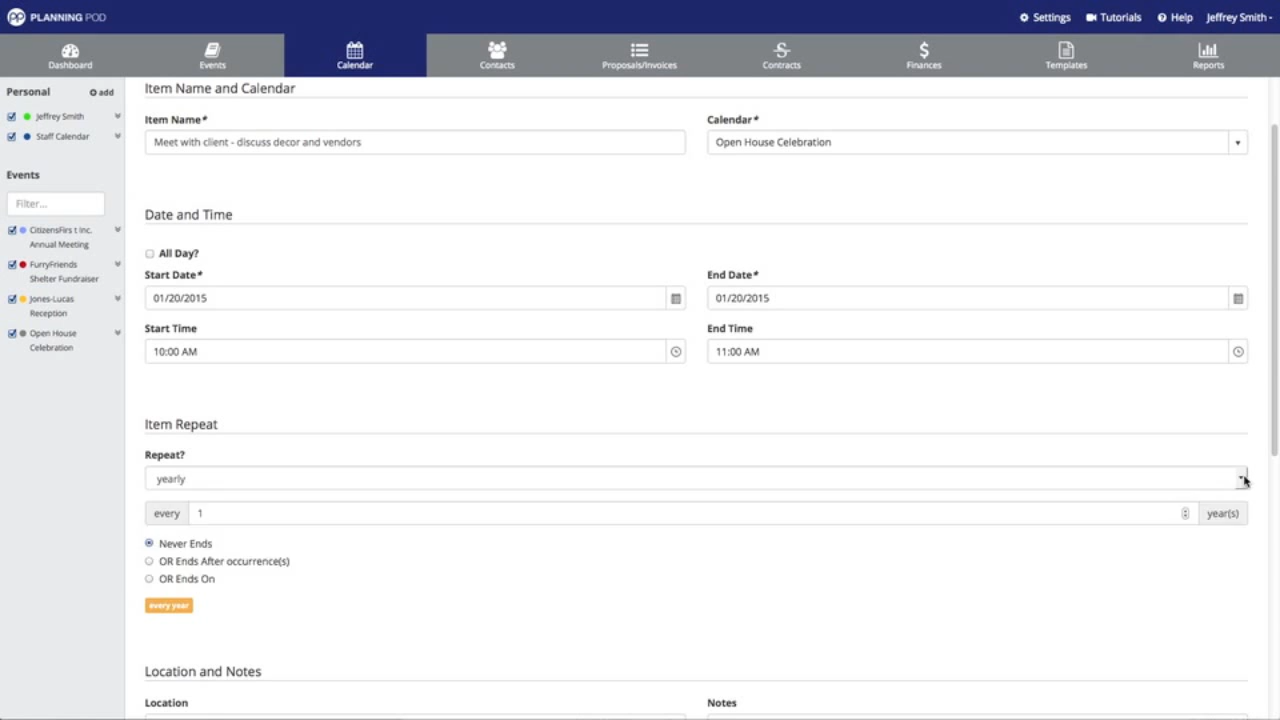 PLANNING POD
Settings
Tutorials
Help
Jeffrey Smith
Dashboard
Events
Calendar
Contacts
Proposals/Invoices
Contracts
Finances
Templates
Reports
Personal
add
Jeffrey Smith
Staff Calendar
Events
Filter...
CitizensFirs t Inc.
Annual Meeting
FurryFriends
Shelter Fundraiser
Jones-Lucas
Reception
Open House
Celebration
Item Name and Calendar
Item Name* Calendar*
Meet with client - discuss decor and vendors Open House Celebration
Date and Time
All Day?
Start Date* End Date*
01/20/2015 01/20/2015
Start Time End Time
10:00 AM 11:00 AM
Item Repeat
Repeat?
yearly
every 1 year(s)
Never Ends
OR Ends After occurrence(s)
OR Ends On
every year
Location and Notes
Location Notes